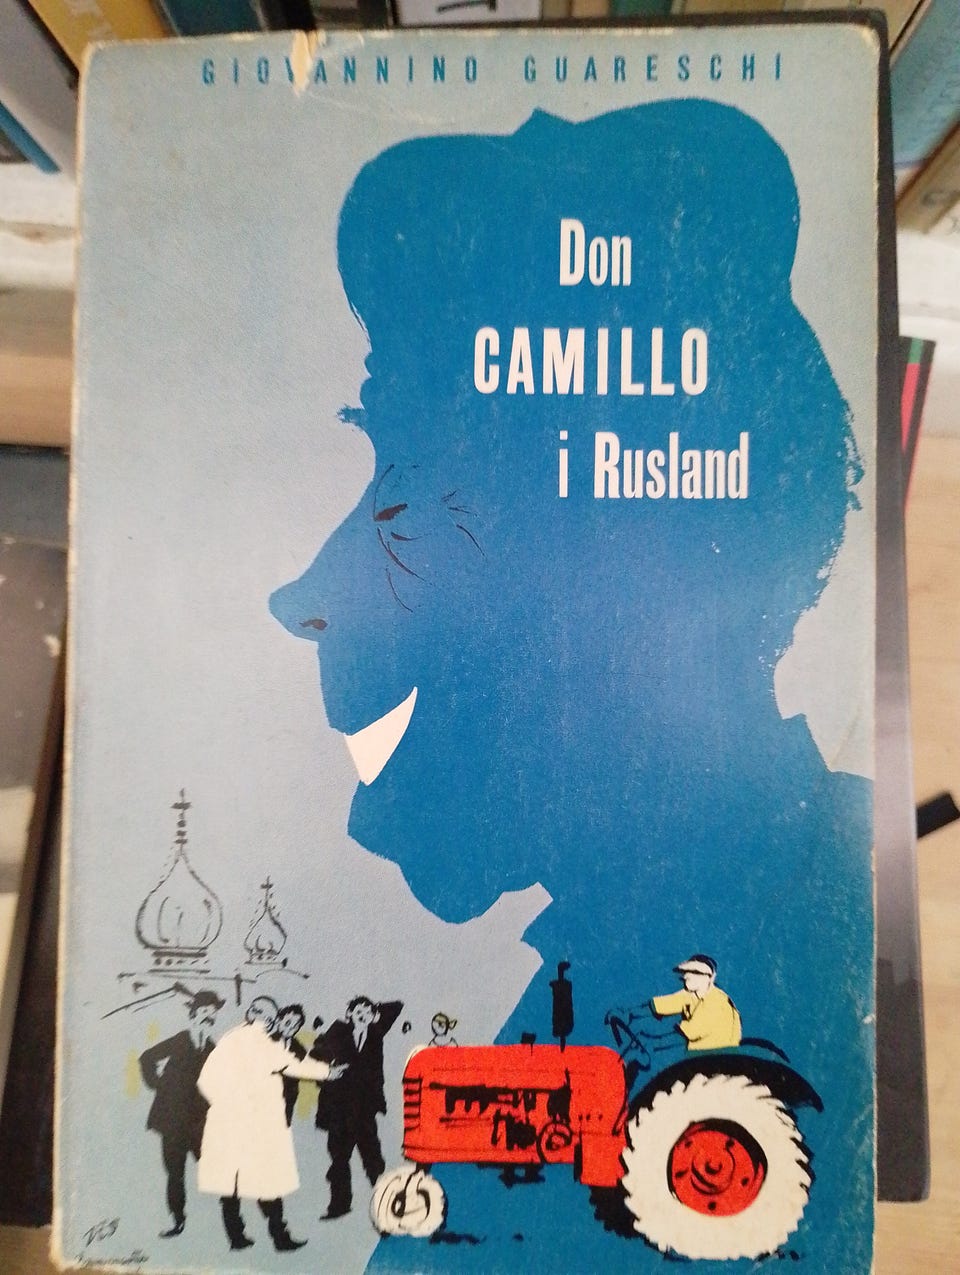 GIOVANNINO GUARESCHI
Don
CAMILLO
i Rusland